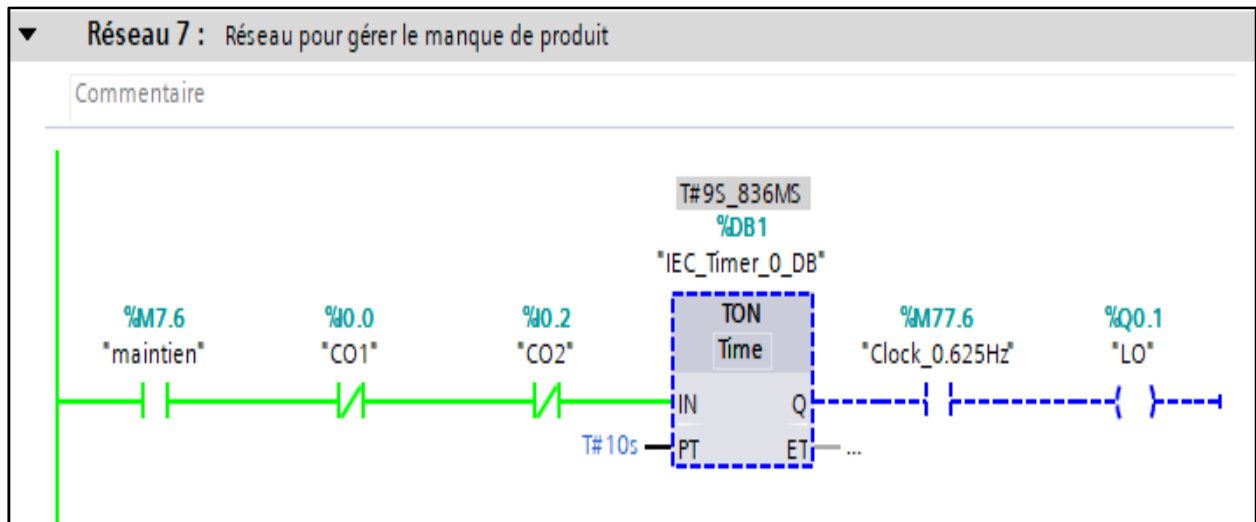 Réseau 7 : Réseau pour gérer le manque de produit
Commentaire
T#9S_836MS
%DB1
"IEC_Timer_0_DB"
%M7.6 %I0.0 %I0.2 TON %M77.6 %Q0.1
"maintien" "CO1" "CO2" Time "Clock_0.625Hz" "LO"
IN Q
T#10s PT ET ...